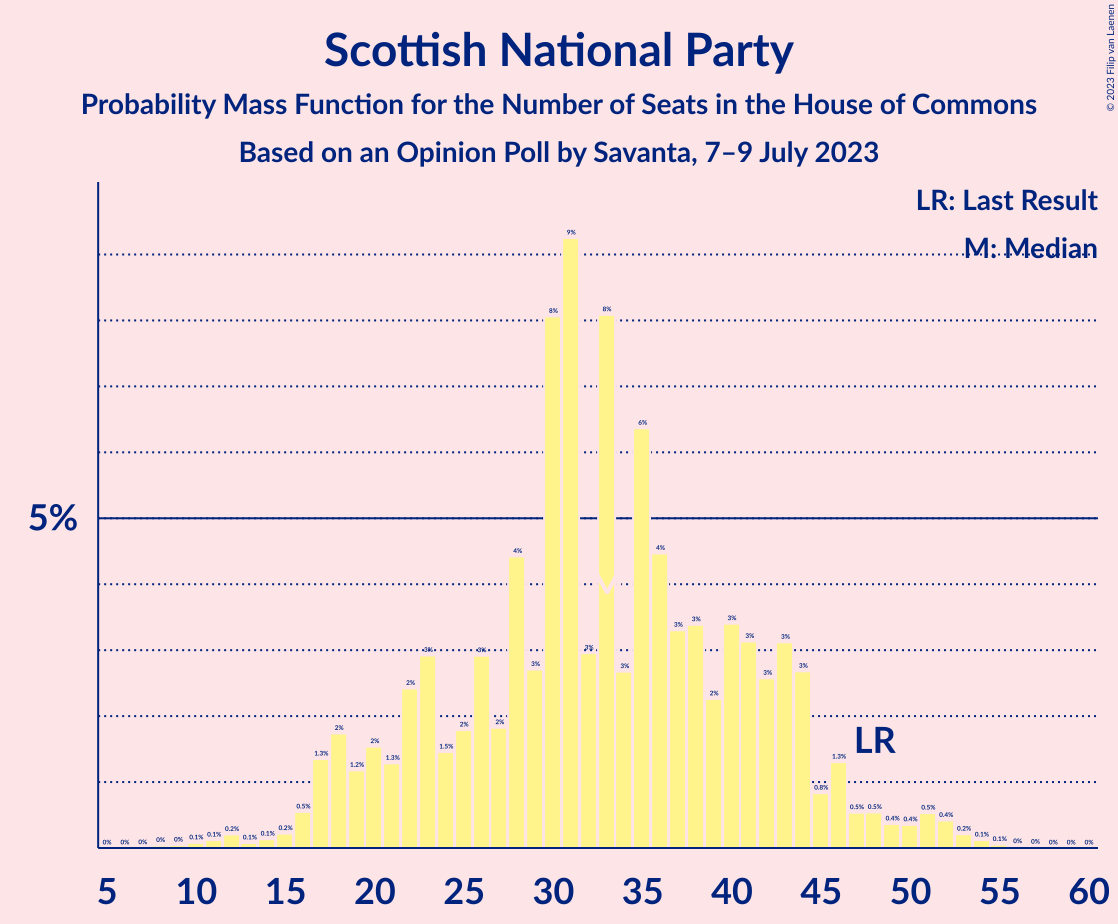 Scottish National Party
Probability Mass Function for the Number of Seats in the House of Commons
Based on an Opinion Poll by Savanta, 7–9 July 2023
© 2023 Filip van Laenen
LR: Last Result
M: Median
5%
0% 0% 0% 0% 0% 0.1% 0.1% 0.2% 0.1% 0.1% 0.2% 0.5% 1.3% 2% 1.2% 2% 1.3% 2% 3% 1.5% 2% 3% 2% 4% 3% 8% 9% 3% 8% 3% 6% 4% 3% 3% 2% 3% 3% 3% 3% 3% 0.8% 1.3% 0.5% 0.5% 0.4% 0.4% 0.5% 0.4% 0.2% 0.1% 0.1% 0% 0% 0% 0% 0%
LR
5 10 15 20 25 30 35 40 45 50 55 60